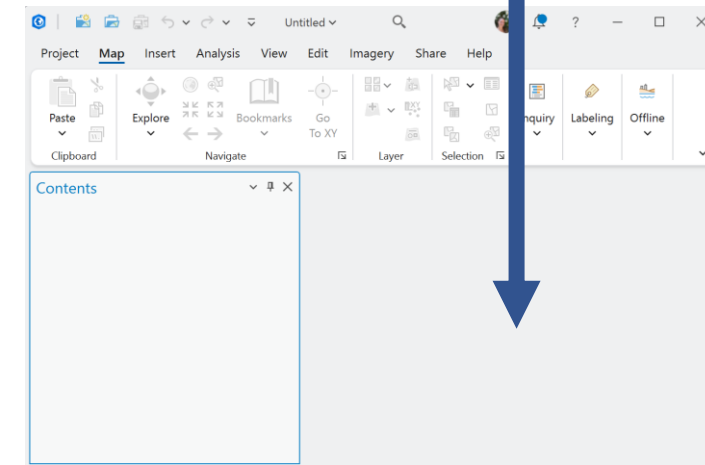 Untitled
?
Project Map Insert Analysis View Edit Imagery Share Help
Paste Explore Bookmarks Go To XY Labeling Offline
Clipboard Navigate Layer Selection
Contents